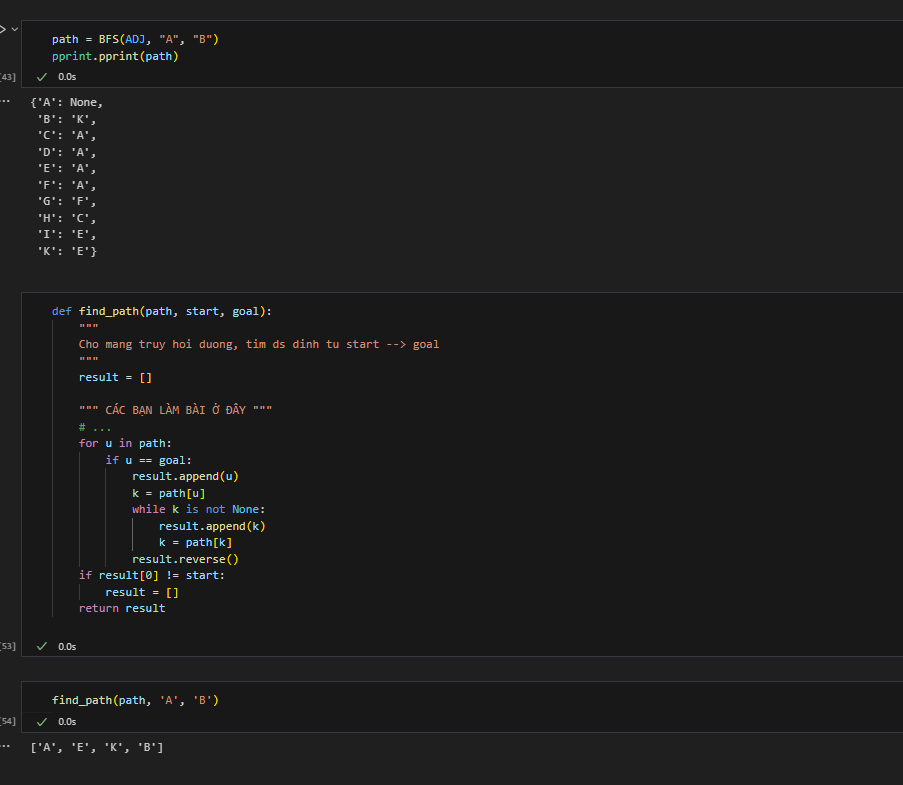 path = BFS(ADJ, "A", "B")
pprint.pprint(path)
[43] 0.0s
... {'A': None,
'B': 'K',
'C': 'A',
'D': 'A',
'E': 'A',
'F': 'A',
'G': 'F',
'H': 'C',
'I': 'E',
'K': 'E'}
def find_path(path, start, goal):
"""
Cho mang truy hoi duong, tim ds dinh tu start --> goal
"""
result = []
""" CÁC BẠN LÀM BÀI Ở ĐÂY """
# ...
for u in path:
if u == goal:
result.append(u)
k = path[u]
while k is not None:
result.append(k)
k = path[k]
result.reverse()
if result[0] != start:
result = []
return result
[53] 0.0s
find_path(path, 'A', 'B')
[54] 0.0s
... ['A', 'E', 'K', 'B']